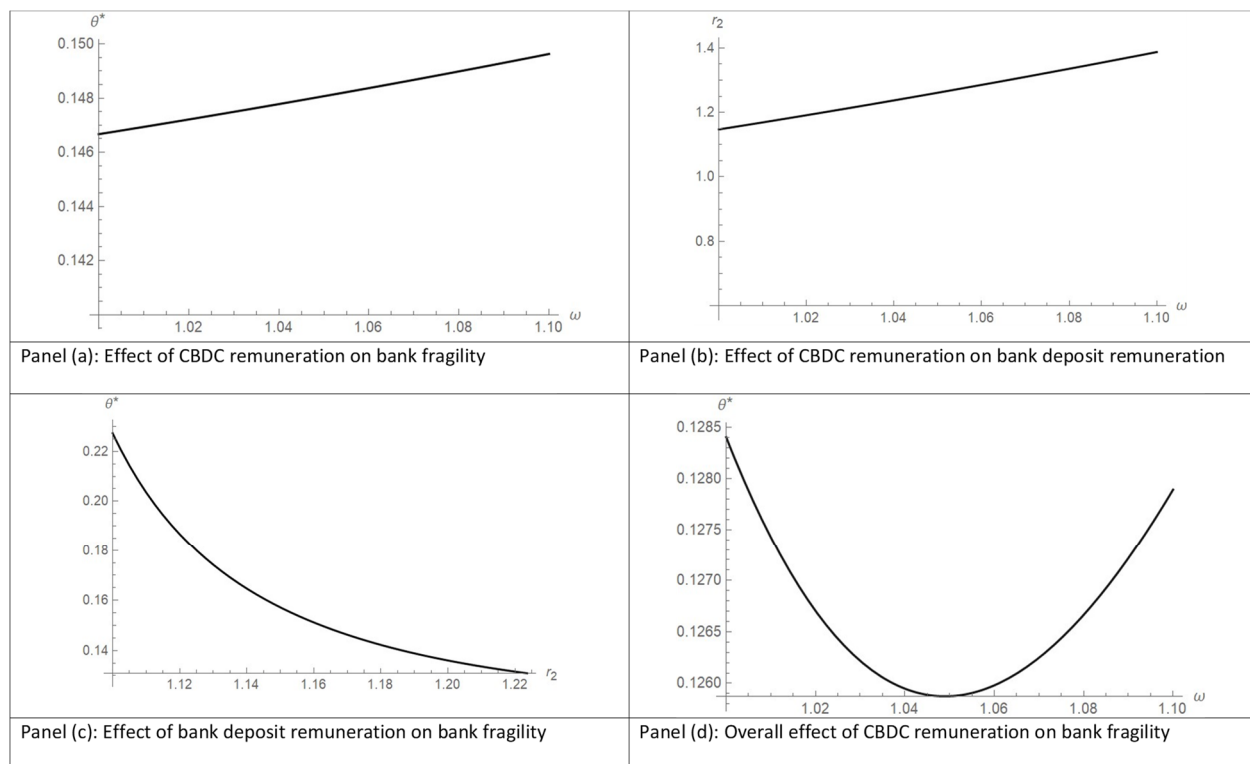 θ*
0.150
0.148
0.146
0.144
0.142
1.02 1.04 1.06 1.08 1.10 ω
Panel (a): Effect of CBDC remuneration on bank fragility
r2
1.4
1.2
1.0
0.8
1.02 1.04 1.06 1.08 1.10 ω
Panel (b): Effect of CBDC remuneration on bank deposit remuneration
θ*
0.22
0.20
0.18
0.16
0.14
1.12 1.14 1.16 1.18 1.20 1.22 r2
Panel (c): Effect of bank deposit remuneration on bank fragility
θ*
0.1285
0.1280
0.1275
0.1270
0.1265
0.1260
1.02 1.04 1.06 1.08 1.10 ω
Panel (d): Overall effect of CBDC remuneration on bank fragility